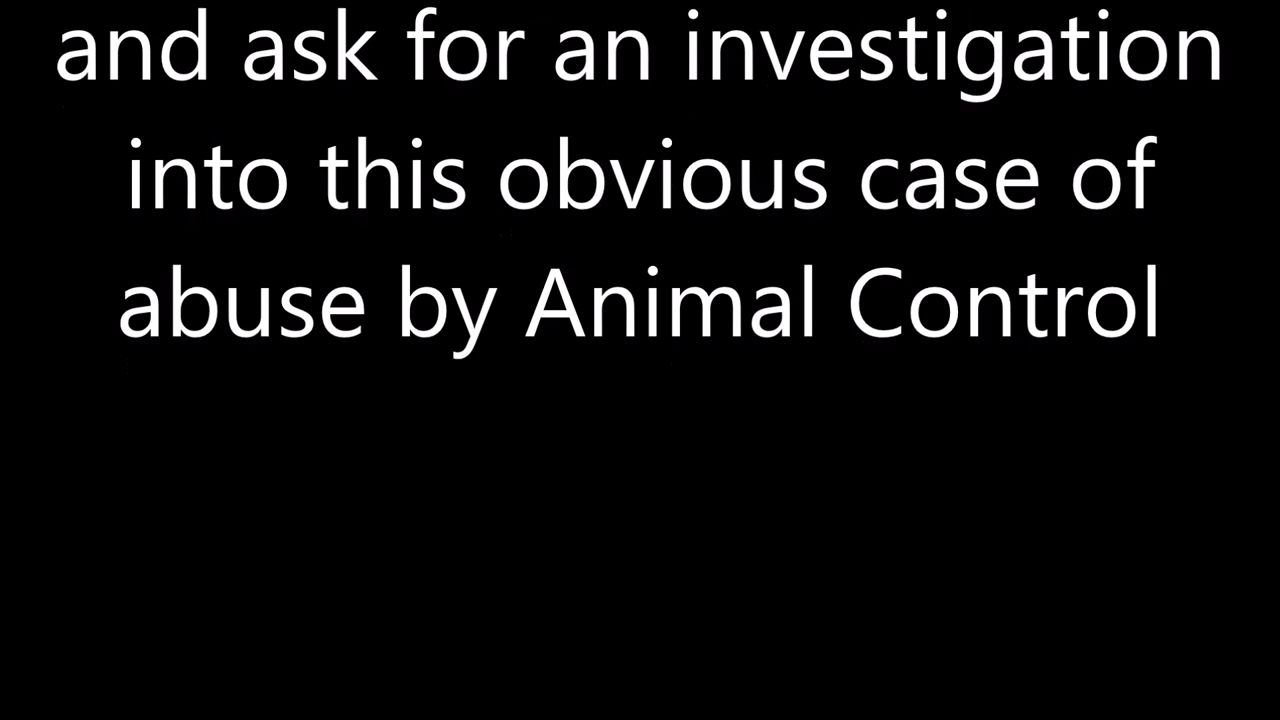 and ask for an investigation
into this obvious case of
abuse by Animal Control